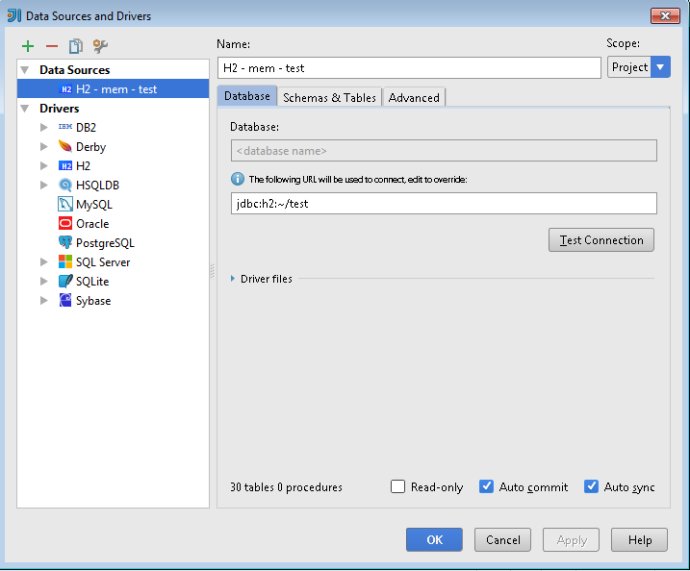 Data Sources and Drivers
Name:
Scope:
Data Sources
H2 - mem - test
Project
H2 H2 - mem - test
Database Schemas & Tables Advanced
Drivers
IBM DB2
Database:
Derby
<database name>
H2 H2
HSQLDB
The following URL will be used to connect, edit to override:
MySQL
jdbc:h2:~/test
Oracle
PostgreSQL
Test Connection
SQL Server
SQLite
Driver files
Sybase
30 tables 0 procedures
Read-only
Auto commit
Auto sync
OK
Cancel
Apply
Help